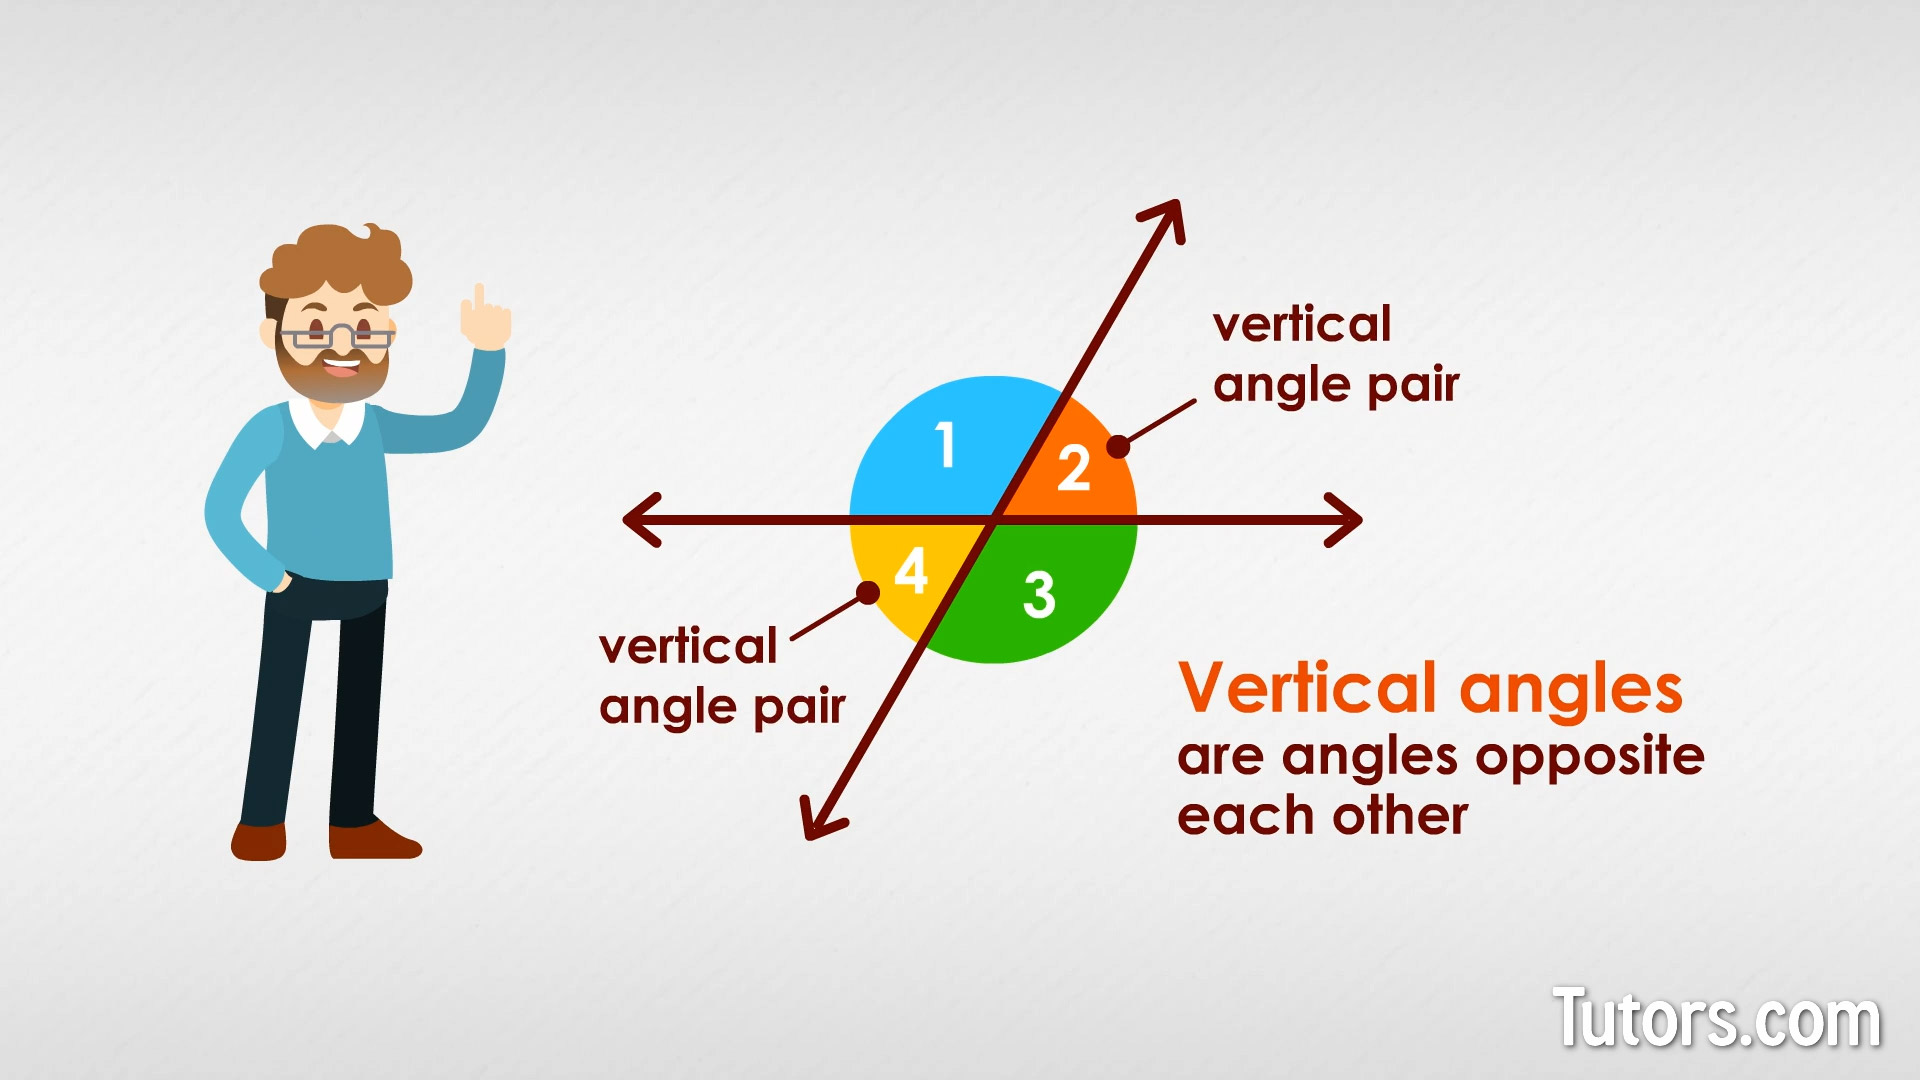 vertical
angle pair
1
2
4
3
vertical
angle pair
Vertical angles
are angles opposite
each other
Tutors.com